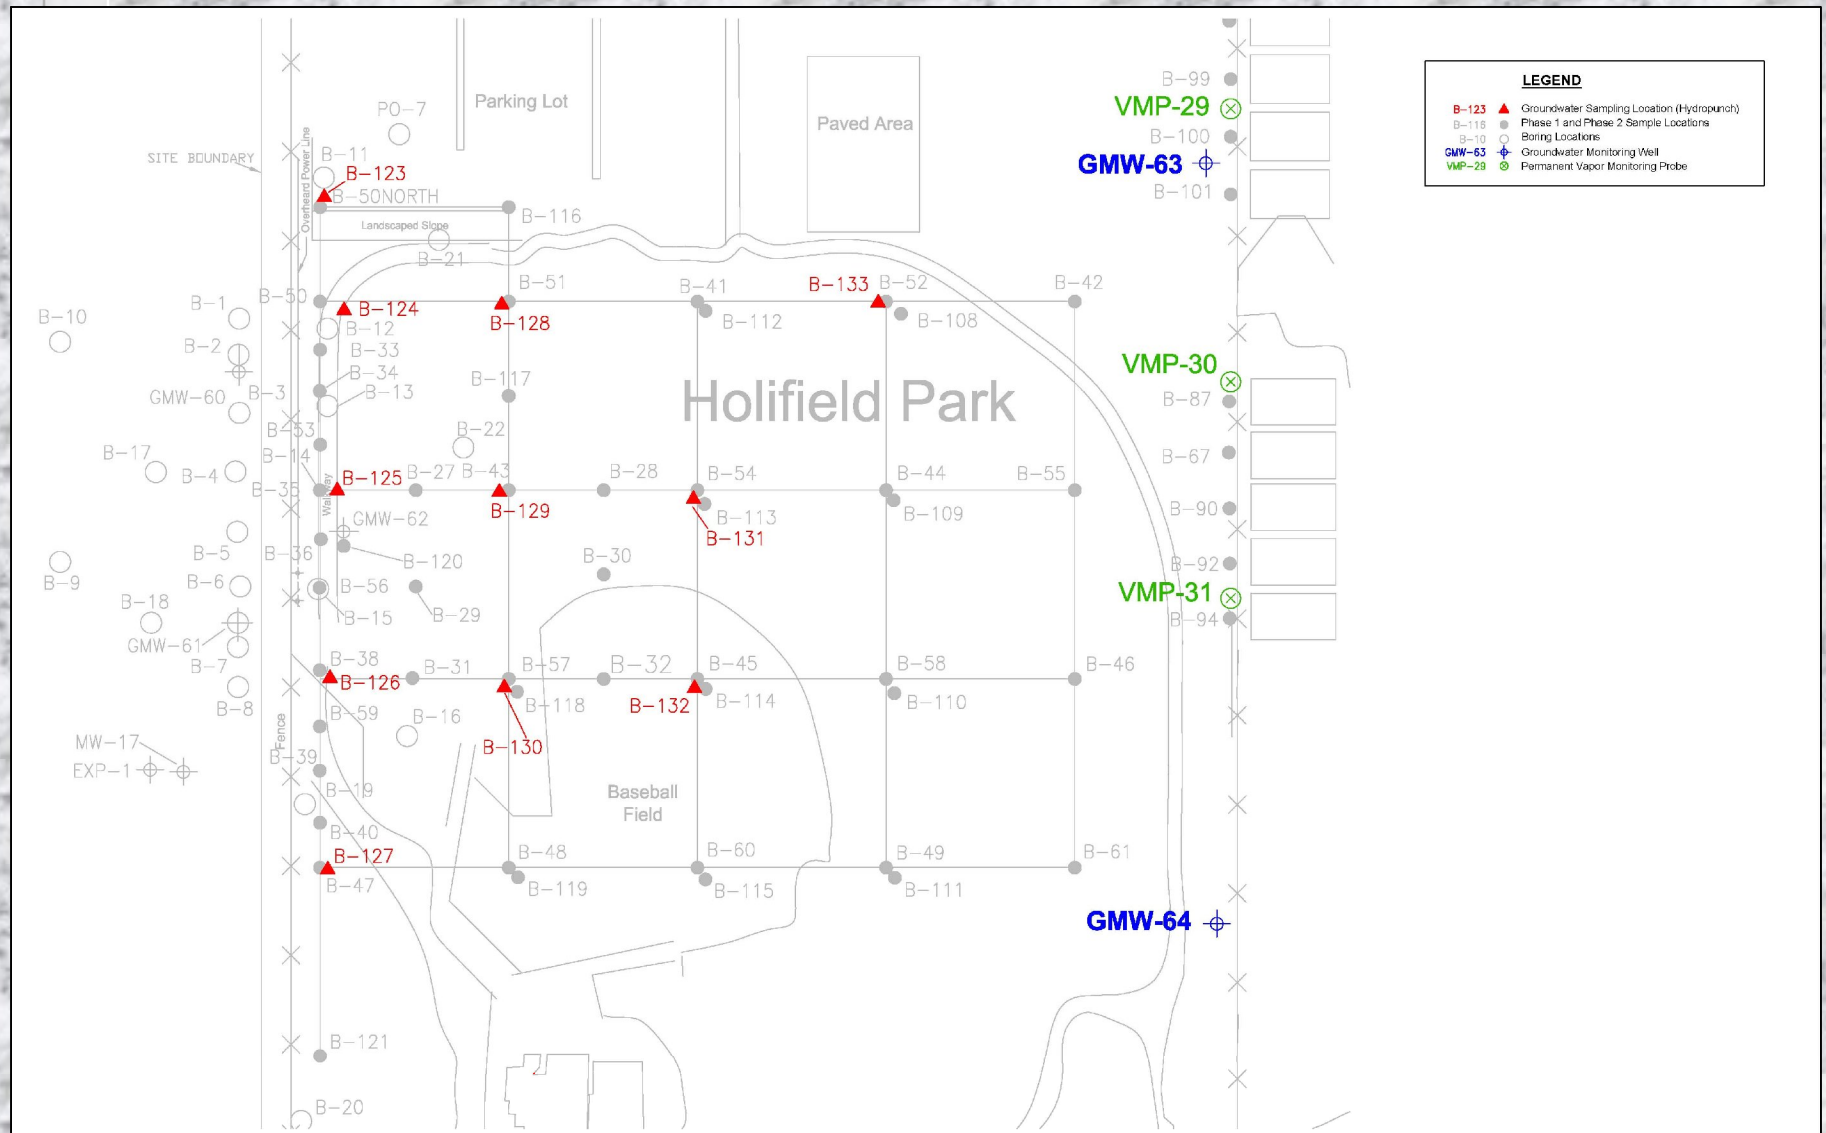 B-99
VMP-29
B-100
GMW-63
B-101
LEGEND
B-123 Groundwater Sampling Location (Hydropunch)
B-116 Phase 1 and Phase 2 Sample Locations
B-10 Boring Locations
GMW-63 Groundwater Monitoring Well
VMP-29 Permanent Vapor Monitoring Probe
Parking Lot
PO-7
Paved Area
SITE BOUNDARY
Overheard Power Line
B-11
B-123
B-50NORTH
B-116
Landscaped Slope
B-21
B-50
B-51
B-41
B-133
B-52
B-42
B-1
B-10
B-124
B-128
B-112
B-108
B-12
B-2
B-33
B-34
B-117
VMP-30
GMW-60
B-3
B-13
Holifield Park
B-87
B-53
B-22
B-17
B-14
B-4
B-125
B-27
B-43
B-28
B-54
B-44
B-55
B-67
B-35
Walkway
B-129
B-113
B-109
B-90
GMW-62
B-131
B-5
B-36
B-120
B-30
B-92
B-9
B-6
B-56
B-18
B-15
B-29
VMP-31
B-94
GMW-61
B-7
B-38
B-31
B-57
B-32
B-45
B-58
B-46
B-126
B-8
B-118
B-132
B-114
B-110
B-59
B-16
Fence
MW-17
B-130
EXP-1
B-39
B-19
Baseball
Field
B-40
B-127
B-48
B-60
B-49
B-61
B-47
B-119
B-115
B-111
GMW-64
B-121
B-20